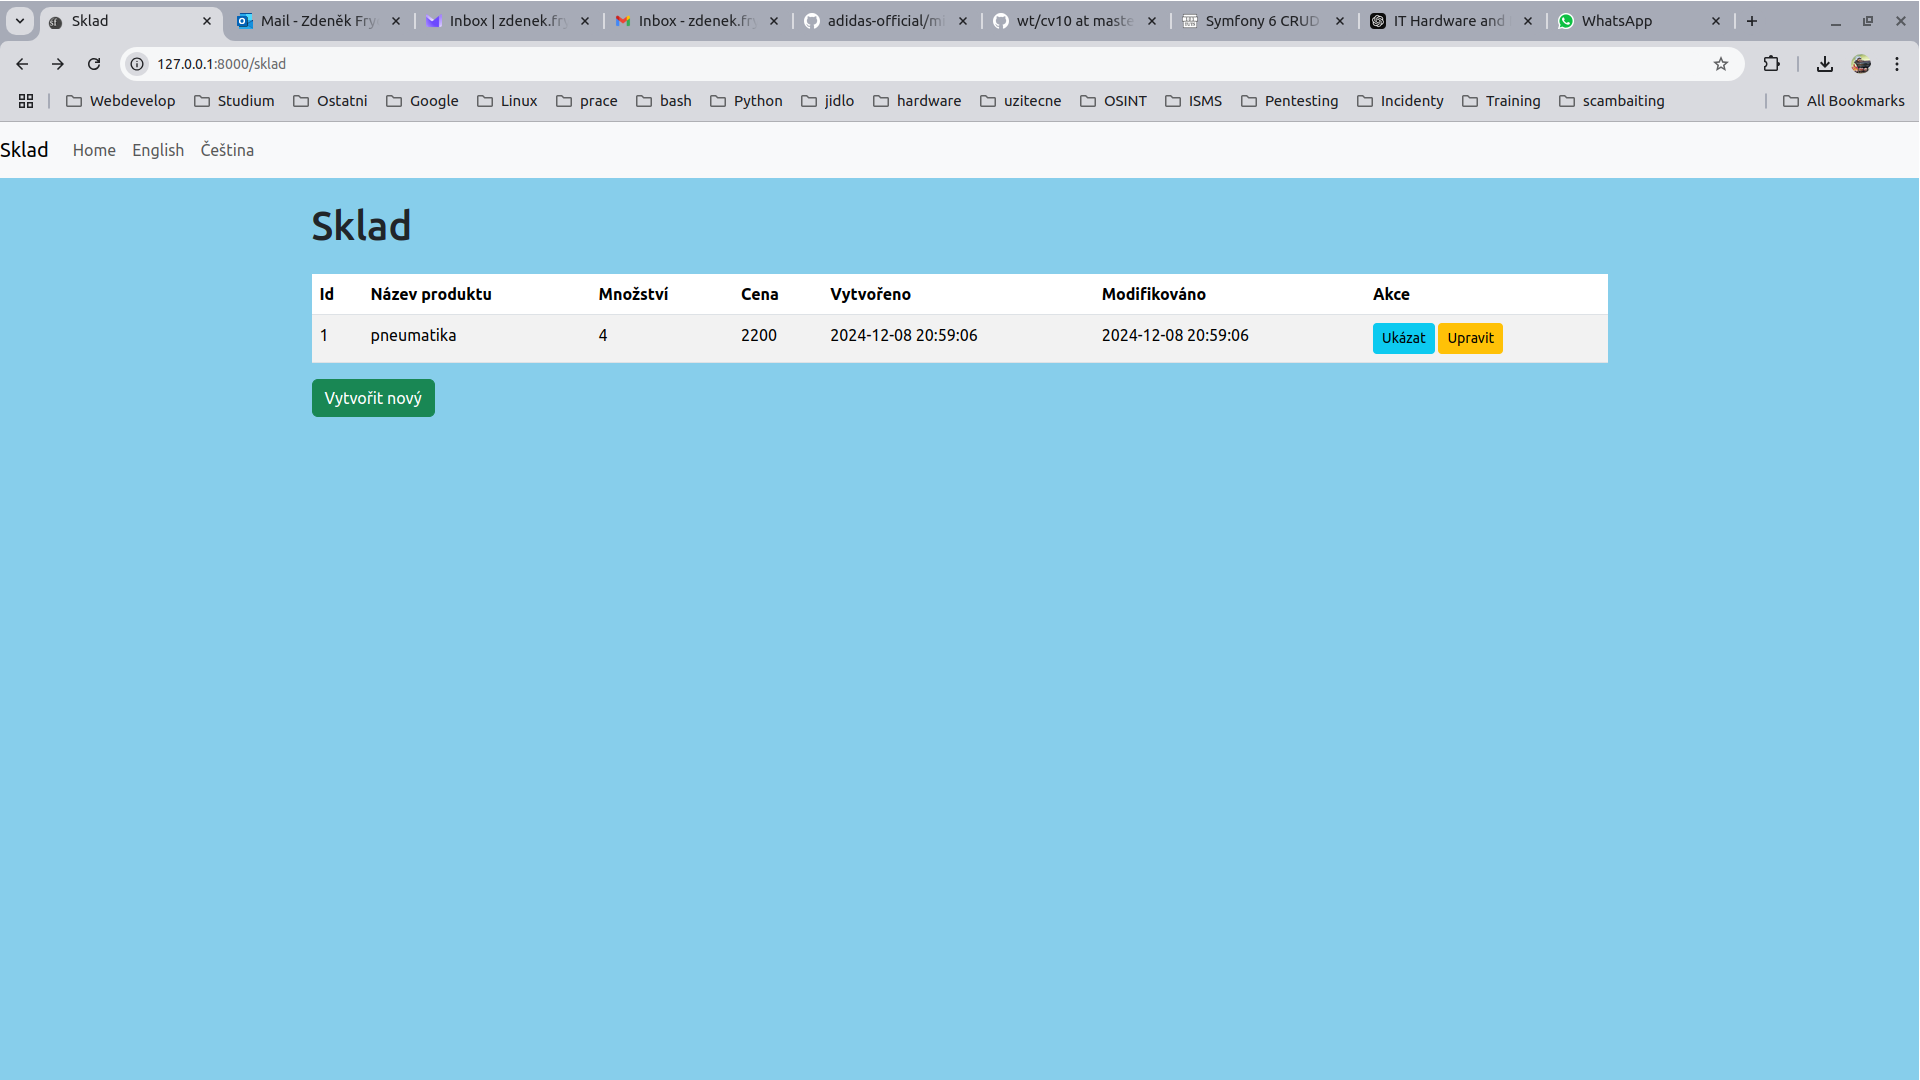 Sklad
Mail - Zdeněk Fry
Inbox | zdenek.fry
Inbox - zdenek.fry
adidas-official/m
wt/cv10 at maste
Symfony 6 CRUD
IT Hardware and
WhatsApp
127.0.0.1:8000/sklad
Webdevelop Studium Ostatni Google Linux prace bash Python jidlo hardware uzitecne OSINT ISMS Pentesting Incidenty Training scambaiting All Bookmarks
Sklad Home English Čeština
Sklad
Id Název produktu Množství Cena Vytvořeno Modifikováno Akce
1 pneumatika 4 2200 2024-12-08 20:59:06 2024-12-08 20:59:06 Ukázat Upravit
Vytvořit nový